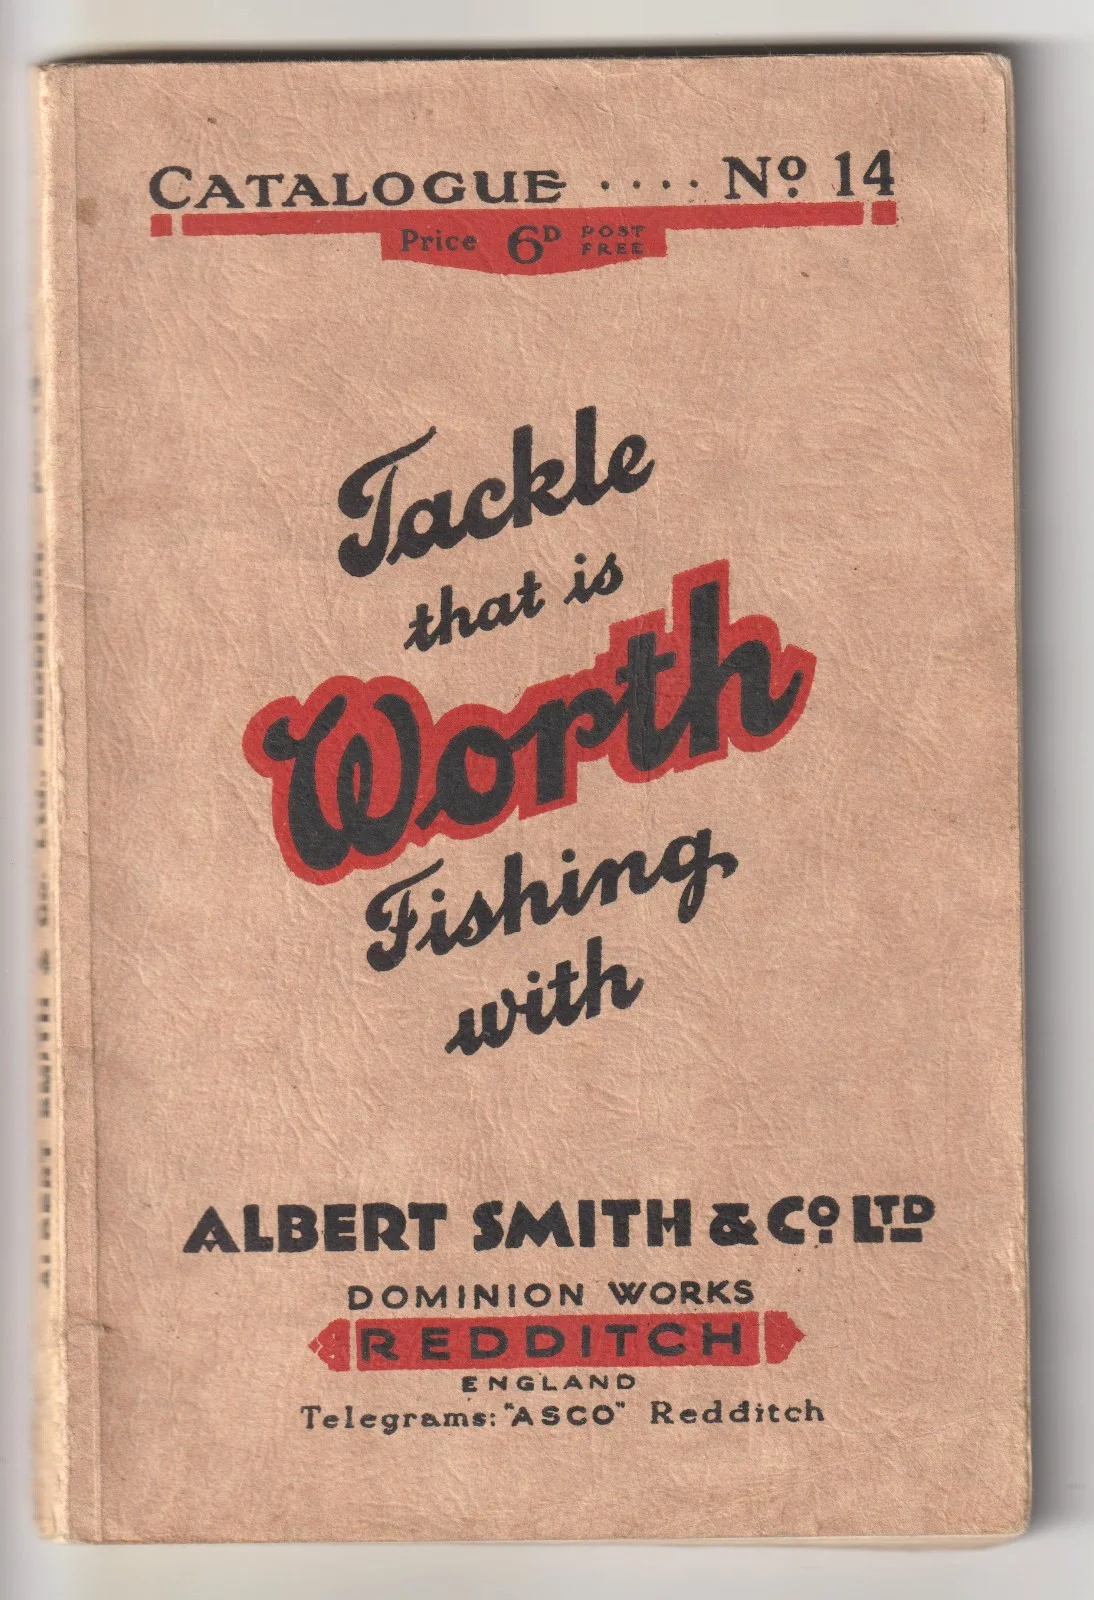 CATALOGUE .... Nº 14
Price 6D POST FREE
Tackle
that is
Worth
Fishing
with
ALBERT SMITH & Cº LTD
DOMINION WORKS
REDDITCH
ENGLAND
Telegrams: "ASCO" Redditch